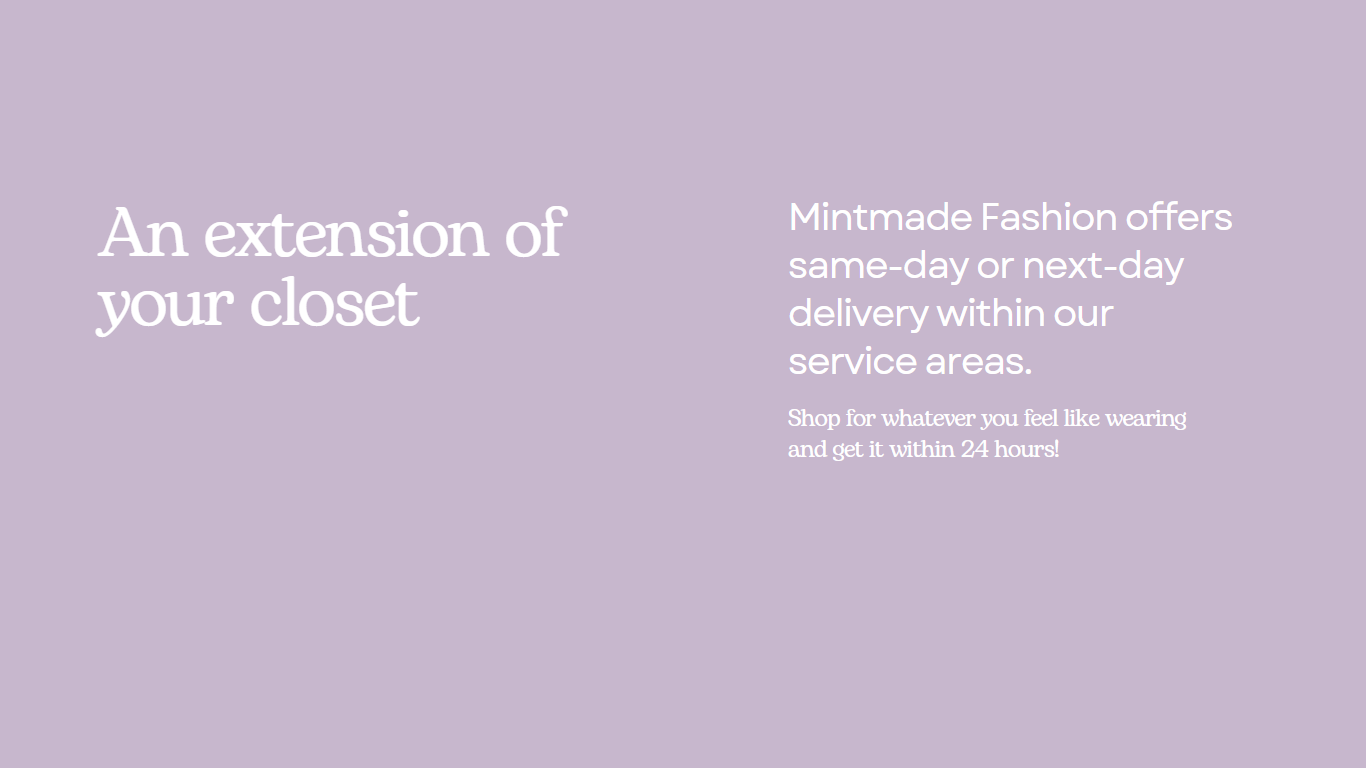 An extension of
your closet
Mintmade Fashion offers
same-day or next-day
delivery within our
service areas.
Shop for whatever you feel like wearing
and get it within 24 hours!